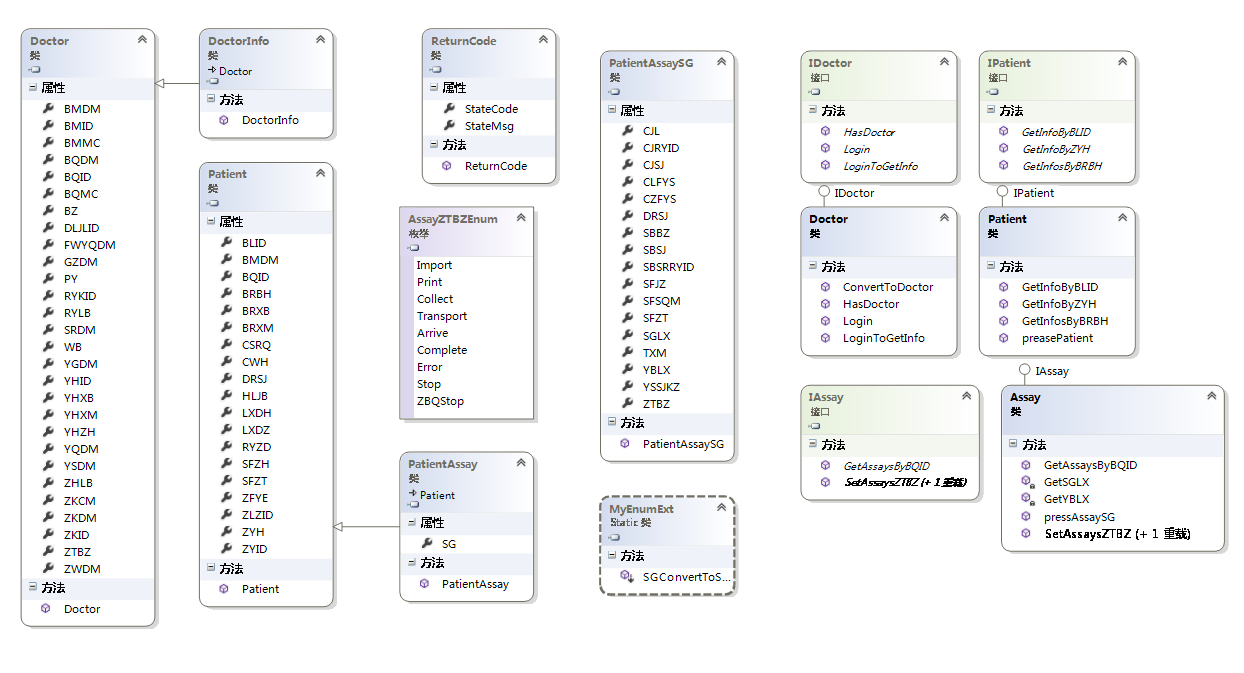 Doctor
类
属性
BMDM
BMID
BMMC
BQDM
BQID
BQMC
BZ
DLJLID
FWYQDM
GZDM
PY
RYKID
RYLB
SRDM
WB
YGDM
YHID
YHXB
YHXM
YHZH
YQDM
YSDM
ZHLB
ZKCM
ZKDM
ZKID
ZTBZ
ZWDM
方法
Doctor
DoctorInfo
类
Doctor
方法
DoctorInfo
Patient
类
属性
BLID
BMDM
BQID
BRBH
BRXB
BRXM
CSRQ
CWH
DRSJ
HLJB
LXDH
LXDZ
RYZD
SFZH
SFZT
ZFYE
ZLZID
ZYH
ZYID
方法
Patient
ReturnCode
类
属性
StateCode
StateMsg
方法
ReturnCode
AssayZTBZEnum
枚举
Import
Print
Collect
Transport
Arrive
Complete
Error
Stop
ZBQStop
PatientAssay
类
Patient
属性
SG
方法
PatientAssay
PatientAssaySG
类
属性
CJL
CJRYID
CJSJ
CLFYS
CZFYS
DRSJ
SBBZ
SBSJ
SBSRRYID
SFJZ
SFSQM
SFZT
SGLX
TXM
YBLX
YSSJKZ
ZTBZ
方法
PatientAssaySG
MyEnumExt
Static 类
方法
SGConvertToS...
IDoctor
接口
方法
HasDoctor
Login
LoginToGetInfo
IDoctor
Doctor
类
方法
ConvertToDoctor
HasDoctor
Login
LoginToGetInfo
IPatient
接口
方法
GetInfoByBLID
GetInfoByZYH
GetInfosByBRBH
IPatient
Patient
类
方法
GetInfoByBLID
GetInfoByZYH
GetInfosByBRBH
preasePatient
IAssay
接口
方法
GetAssaysByBQID
SetAssaysZTBZ (+ 1 重载)
IAssay
Assay
类
方法
GetAssaysByBQID
GetSGLX
GetYBLX
pressAssaySG
SetAssaysZTBZ (+ 1 重载)